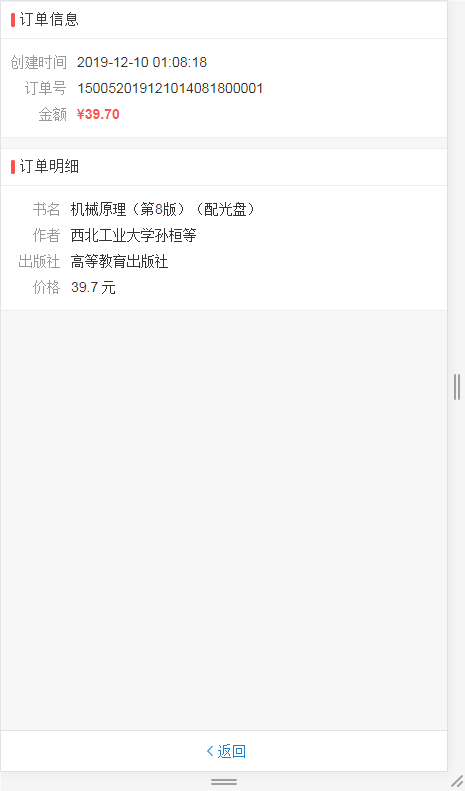 订单信息
创建时间 2019-12-10 01:08:18
订单号 150052019121014081800001
金额 ¥39.70
订单明细
书名 机械原理（第8版）（配光盘）
作者 西北工业大学孙桓等
出版社 高等教育出版社
价格 39.7 元
返回